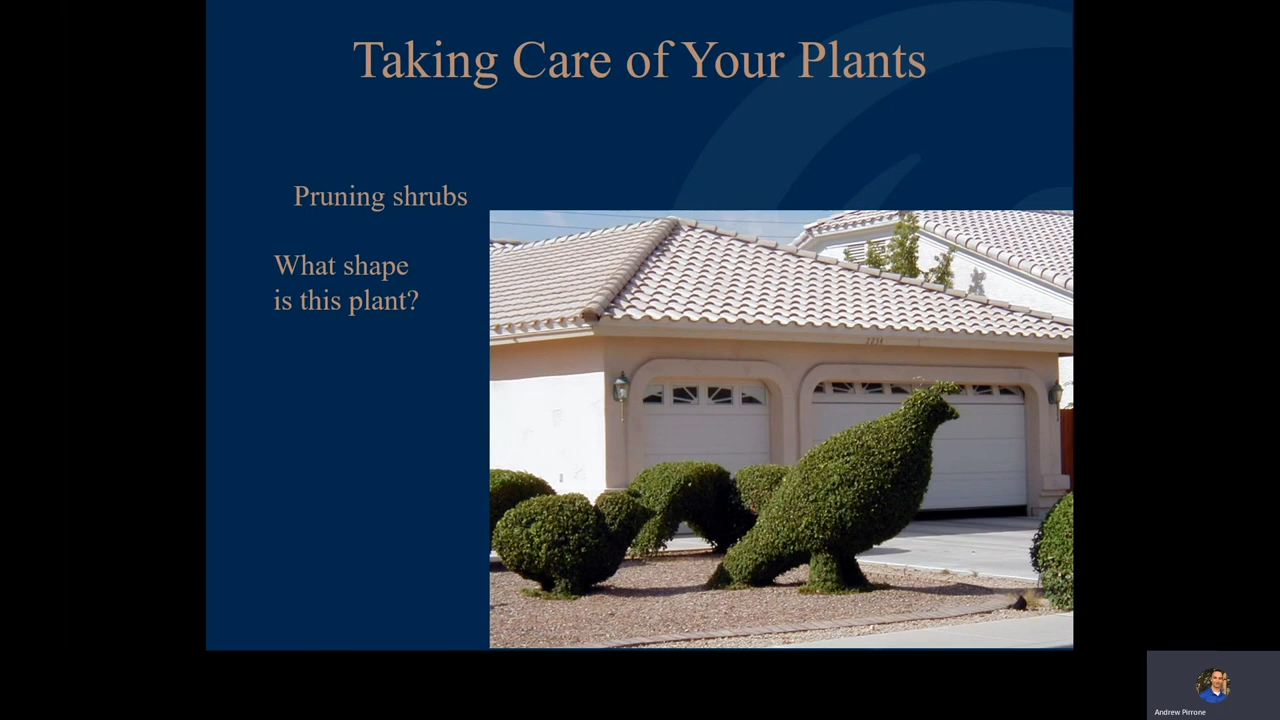 Taking Care of Your Plants
Pruning shrubs
What shape
is this plant?
Andrew Pirrone